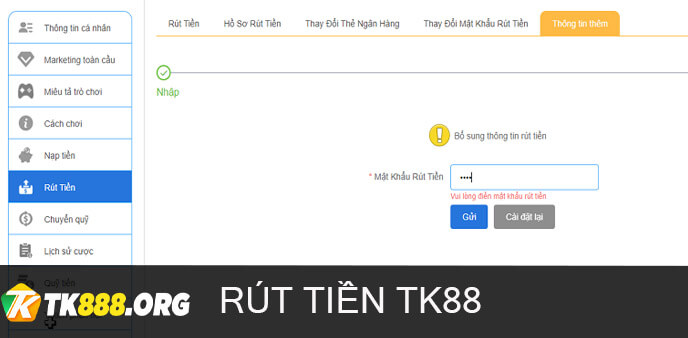 Thông tin cá nhân
Marketing toàn cầu
Miêu tả trò chơi
Cách chơi
Nạp tiền
Rút Tiền
Chuyển quỹ
Lịch sử cược
Quỹ tiền
Rút Tiền
Hồ Sơ Rút Tiền
Thay Đổi Thẻ Ngân Hàng
Thay Đổi Mật Khẩu Rút Tiền
Thông tin thêm
Nhập
Bổ sung thông tin rút tiền
* Mật Khẩu Rút Tiền
Vui lòng điền mật khẩu rút tiền
Gửi
Cài đặt lại
TK888.ORG
RÚT TIỀN TK88